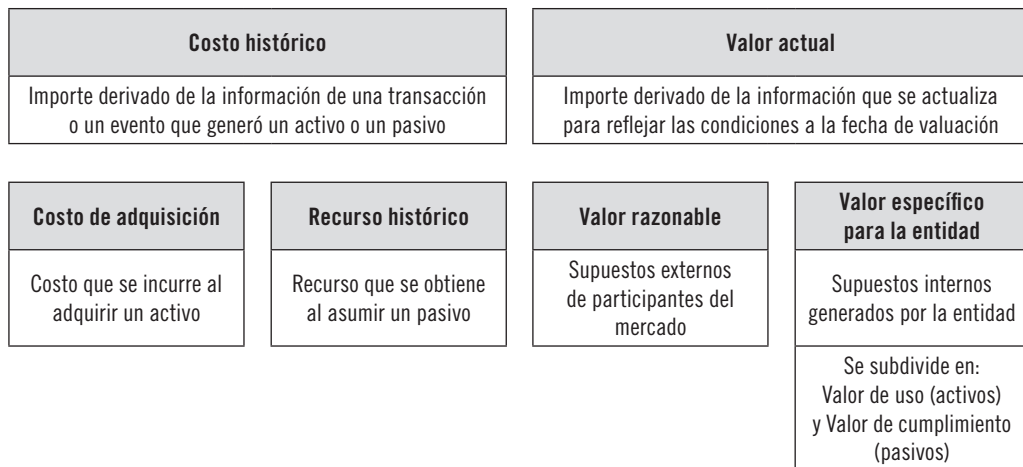 Costo histórico
Importe derivado de la información de una transacción
o un evento que generó un activo o un pasivo
Valor actual
Importe derivado de la información que se actualiza
para reflejar las condiciones a la fecha de valuación
Costo de adquisición
Costo que se incurre al
adquirir un activo
Recurso histórico
Recurso que se obtiene
al asumir un pasivo
Valor razonable
Supuestos externos
de participantes del
mercado
Valor específico
para la entidad
Supuestos internos
generados por la entidad
Se subdivide en:
Valor de uso (activos)
y Valor de cumplimiento
(pasivos)